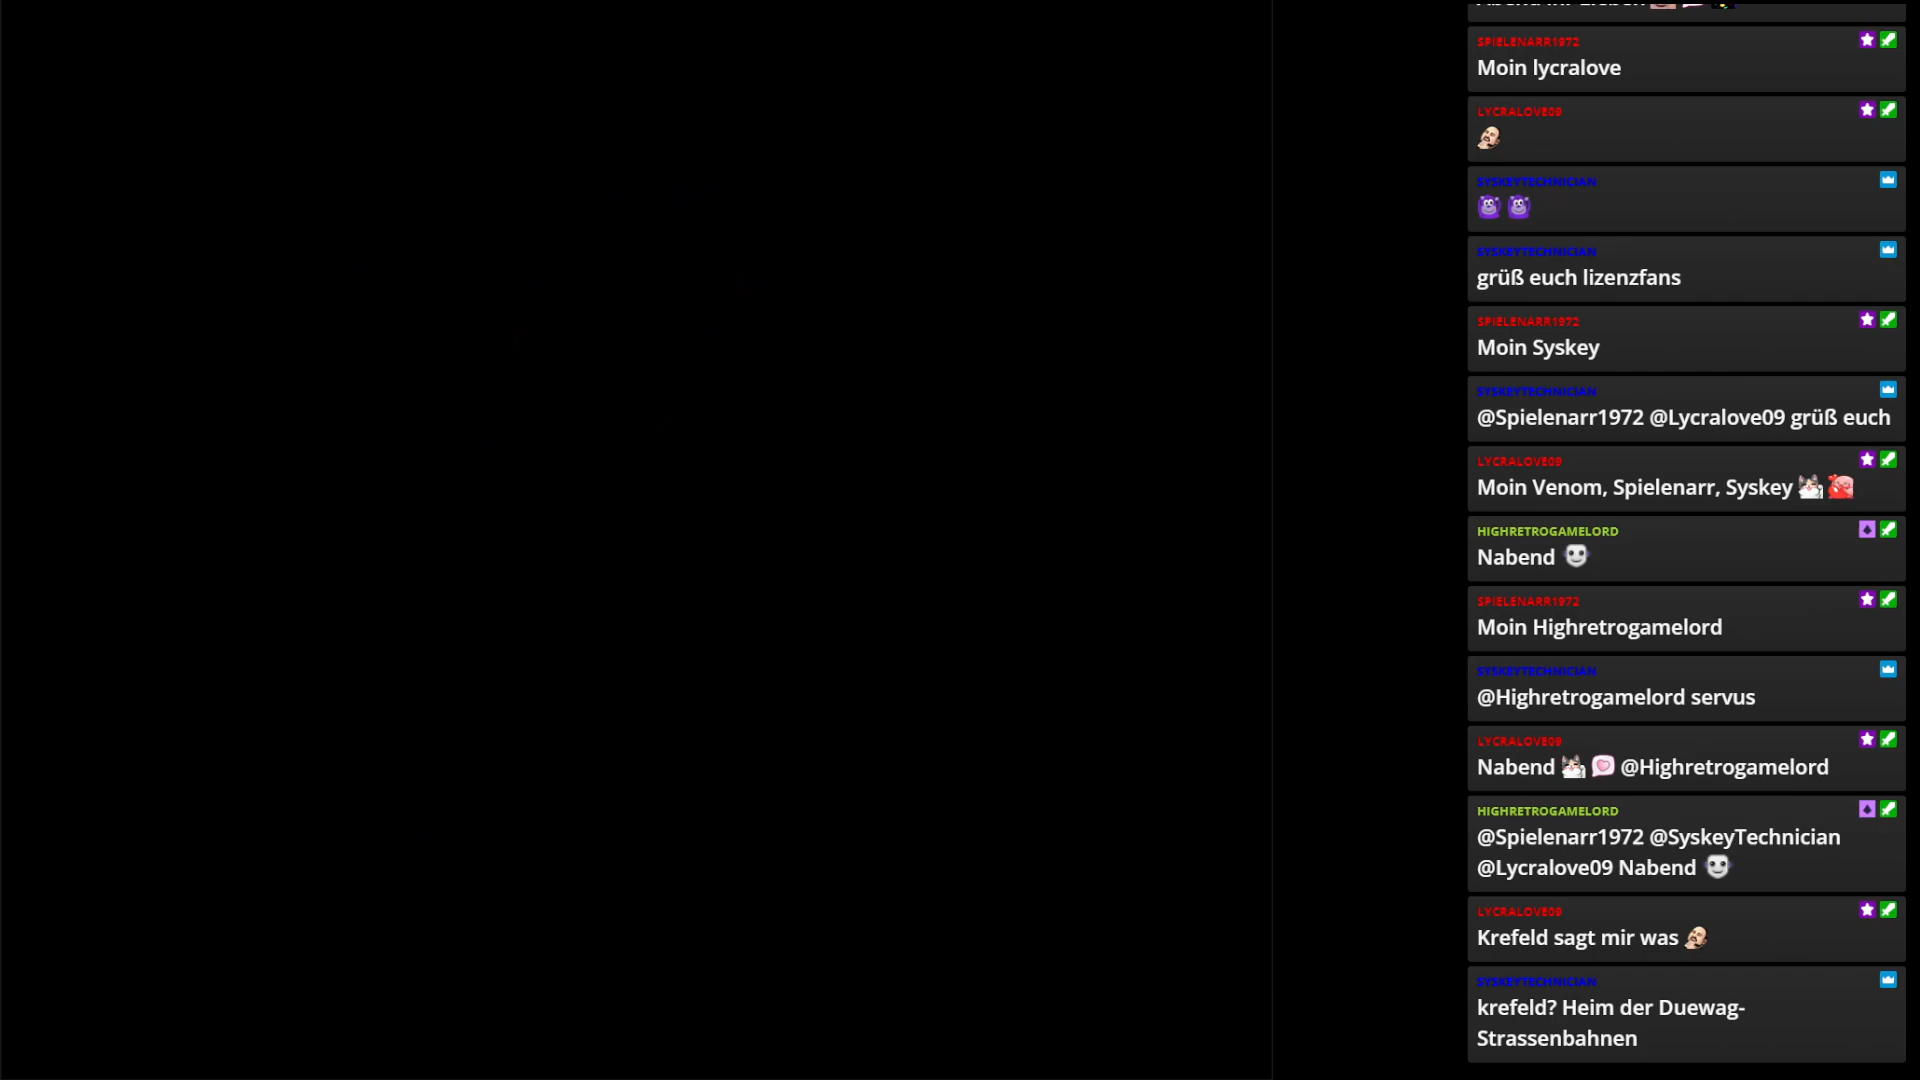 SPIELENARR1972
Moin lycralove
LYCRALOVE09
SYSKEYTECHNICIAN
SYSKEYTECHNICIAN
grüß euch lizenzfans
SPIELENARR1972
Moin Syskey
SYSKEYTECHNICIAN
@Spielenarr1972 @Lycralove09 grüß euch
LYCRALOVE09
Moin Venom, Spielenarr, Syskey
HIGHRETROGAMELORD
Nabend
SPIELENARR1972
Moin Highretrogamelord
SYSKEYTECHNICIAN
@Highretrogamelord servus
LYCRALOVE09
Nabend @Highretrogamelord
HIGHRETROGAMELORD
@Spielenarr1972 @SyskeyTechnician
@Lycralove09 Nabend
LYCRALOVE09
Krefeld sagt mir was
SYSKEYTECHNICIAN
krefeld? Heim der Duewag-
Strassenbahnen